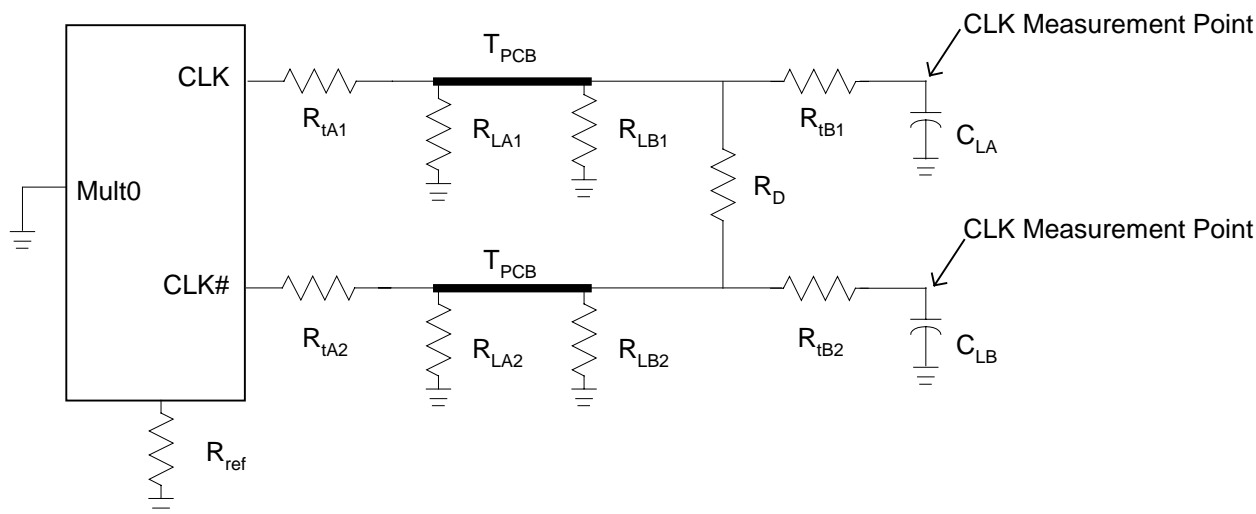 CLK Measurement Point
T_PCB
CLK
R_tA1
R_LA1
R_LB1
R_tB1
C_LA
R_D
Mult0
CLK Measurement Point
T_PCB
CLK#
R_tA2
R_LA2
R_LB2
R_tB2
C_LB
R_ref